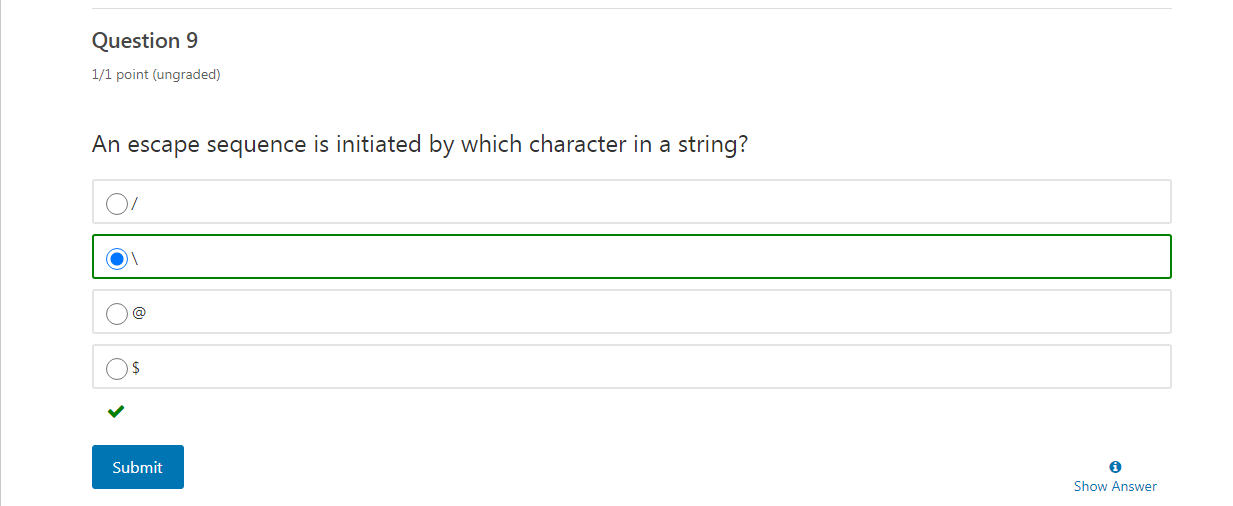 Question 9
1/1 point (ungraded)
An escape sequence is initiated by which character in a string?
/
\
@
$
Submit
Show Answer